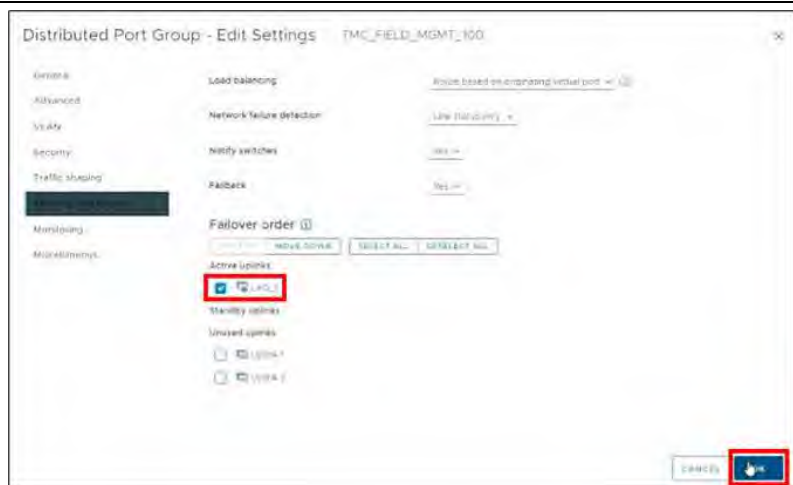 Distributed Port Group - Edit Settings TMC_FIELD_MGMT_100
General
Advanced
VLAN
Security
Traffic shaping
Monitoring
Miscellaneous
Load balancing Route based on originating virtual port
Network failure detection Link status only
Notify switches Yes
Failback Yes
Failover order
MOVE DOWN SELECT ALL DESELECT ALL
Active uplinks
Standby uplinks
Unused uplinks
CANCEL OK